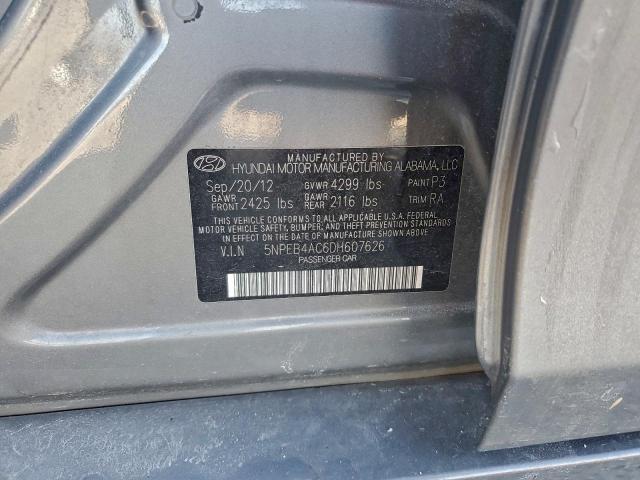 MANUFACTURED BY
HYUNDAI MOTOR MANUFACTURING ALABAMA, LLC
Sep/20/12 GVWR 4299 lbs PAINT P3
GAWR FRONT 2425 lbs GAWR REAR 2116 lbs TRIM RA
THIS VEHICLE CONFORMS TO ALL APPLICABLE U.S.A. FEDERAL
MOTOR VEHICLE SAFETY, BUMPER, AND THEFT PREVENTION
STANDARDS IN EFFECT ON THE DATE OF MANUFACTURE SHOWN ABOVE.
V.I.N 5NPEB4AC6DH607626
PASSENGER CAR